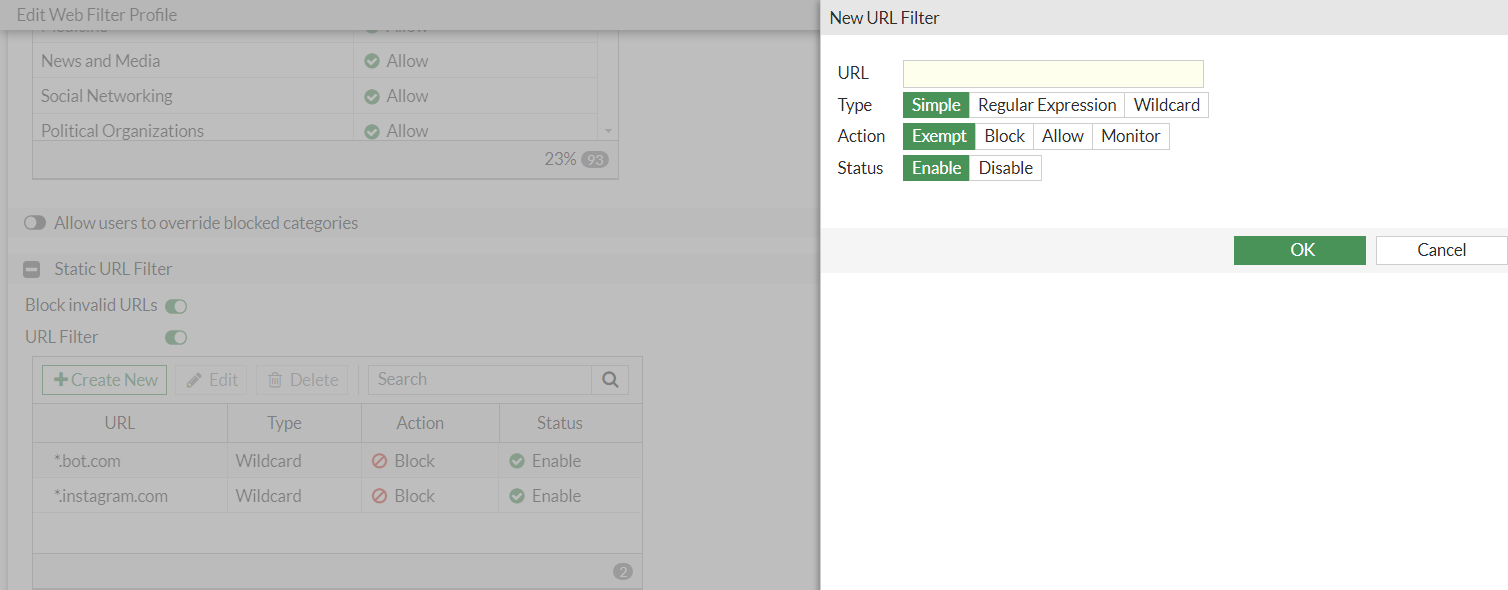 Edit Web Filter Profile
Medicine Allow
News and Media Allow
Social Networking Allow
Political Organizations Allow
23% 93
Allow users to override blocked categories
Static URL Filter
Block invalid URLs
URL Filter
Create New Edit Delete Search
URL Type Action Status
*.bot.com Wildcard Block Enable
*.instagram.com Wildcard Block Enable
2
New URL Filter
URL
Type Simple Regular Expression Wildcard
Action Exempt Block Allow Monitor
Status Enable Disable
OK Cancel